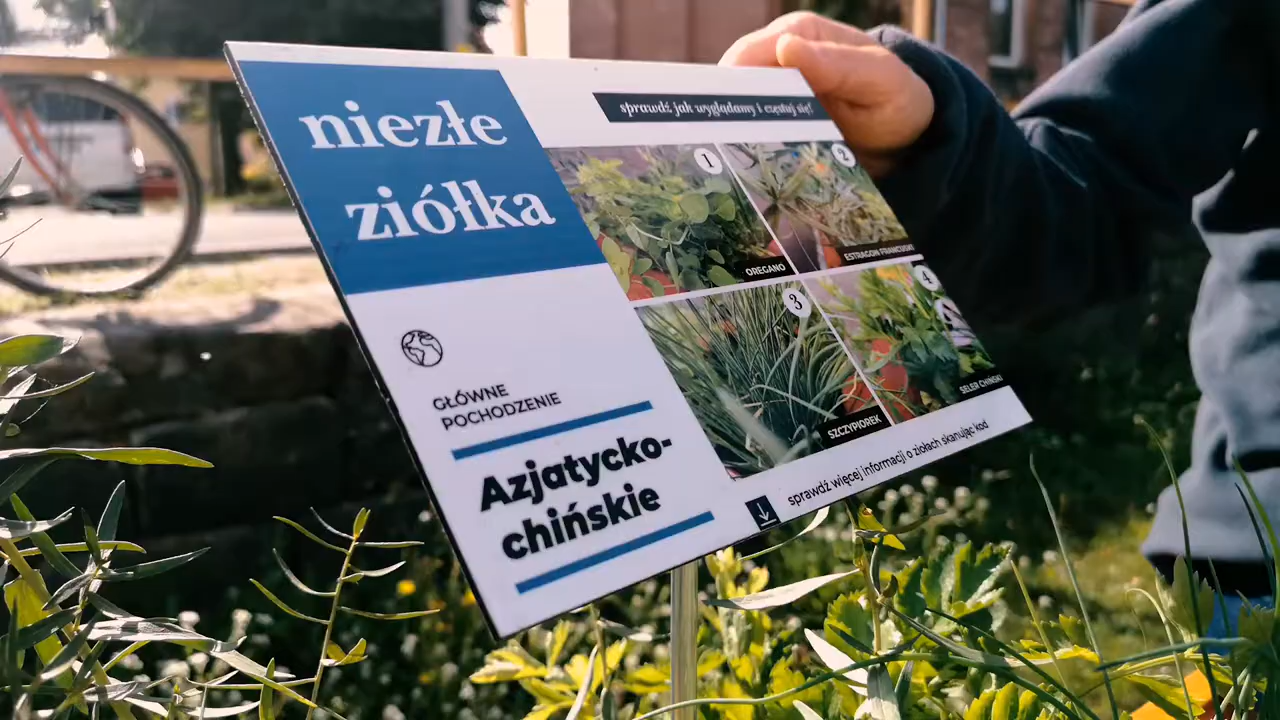 niezłe
ziółka
GŁÓWNE
POCHODZENIE
Azjatycko-
chińskie
sprawdź jak wyglądamy i częstuj się!
1
OREGANO
2
ESTRAGON FRANCUSKI
3
SZCZYPIOREK
4
SELER CHIŃSKI
sprawdź więcej informacji o ziołach skanując kod